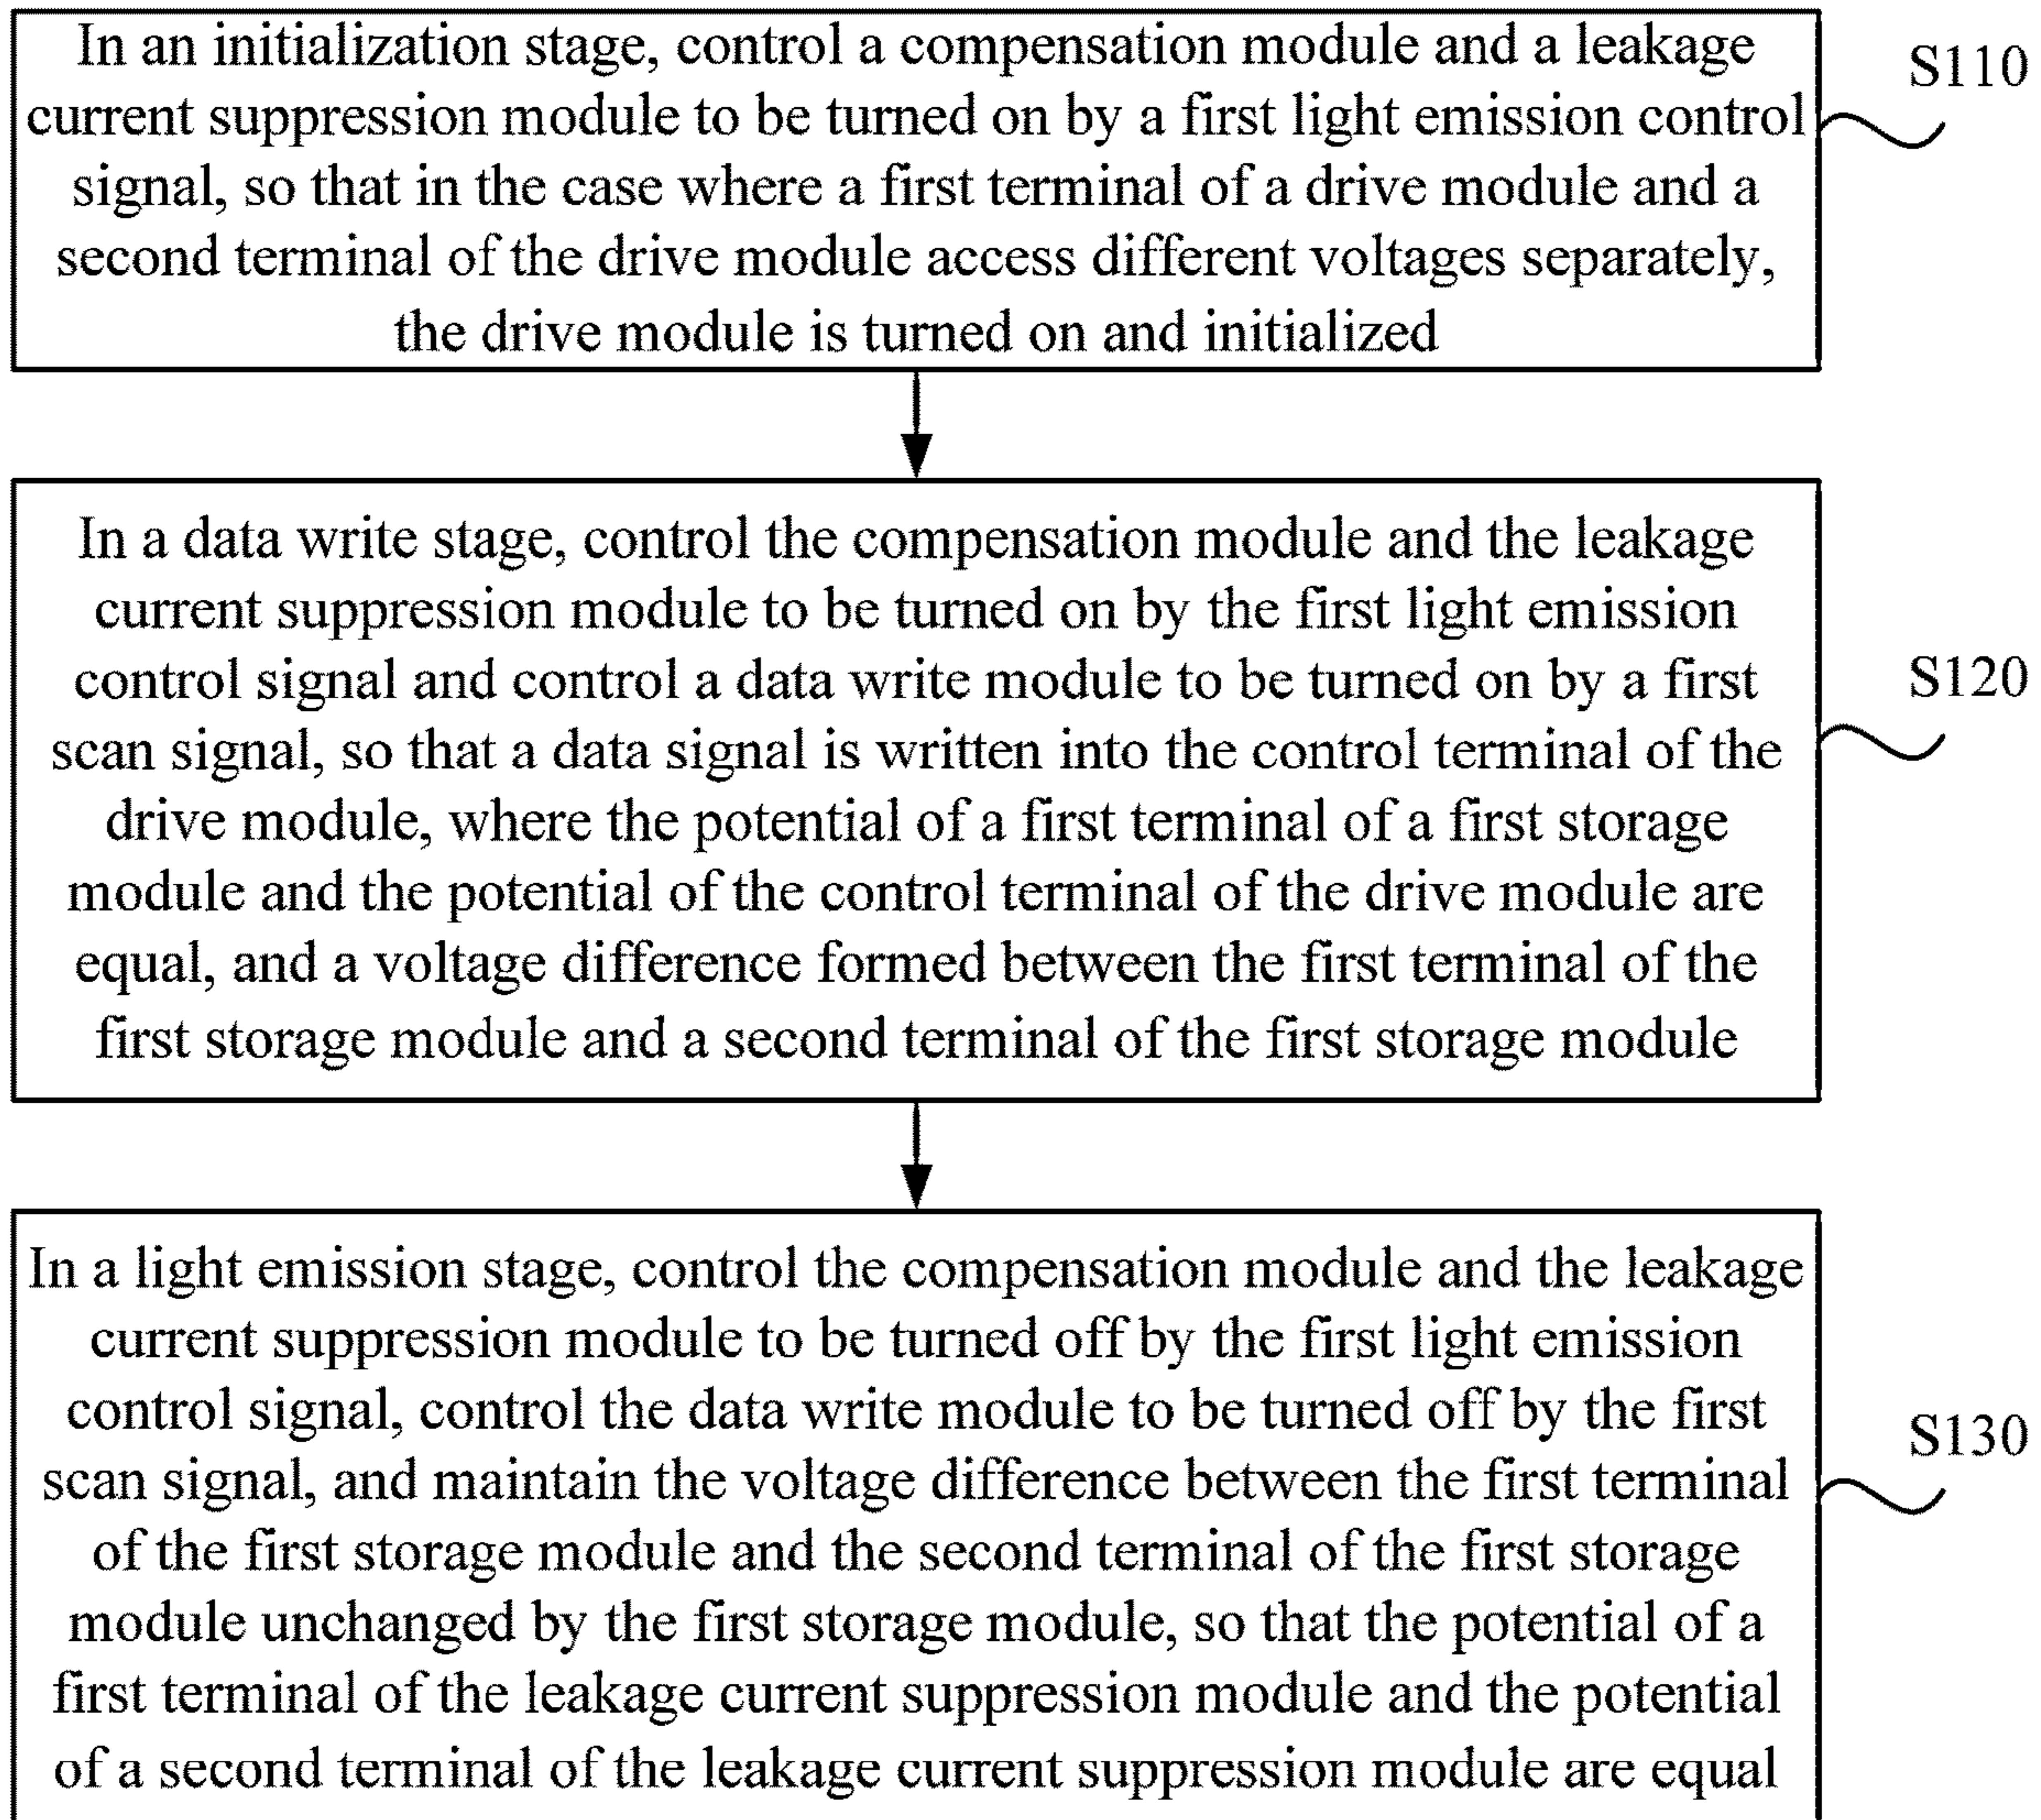 In an initialization stage, control a compensation module and a leakage
current suppression module to be turned on by a first light emission control
signal, so that in the case where a first terminal of a drive module and a
second terminal of the drive module access different voltages separately,
the drive module is turned on and initialized
S110
In a data write stage, control the compensation module and the leakage
current suppression module to be turned on by the first light emission
control signal and control a data write module to be turned on by a first
scan signal, so that a data signal is written into the control terminal of the
drive module, where the potential of a first terminal of a first storage
module and the potential of the control terminal of the drive module are
equal, and a voltage difference formed between the first terminal of the
first storage module and a second terminal of the first storage module
S120
In a light emission stage, control the compensation module and the leakage
current suppression module to be turned off by the first light emission
control signal, control the data write module to be turned off by the first
scan signal, and maintain the voltage difference between the first terminal
of the first storage module and the second terminal of the first storage
module unchanged by the first storage module, so that the potential of a
first terminal of the leakage current suppression module and the potential
of a second terminal of the leakage current suppression module are equal
S130